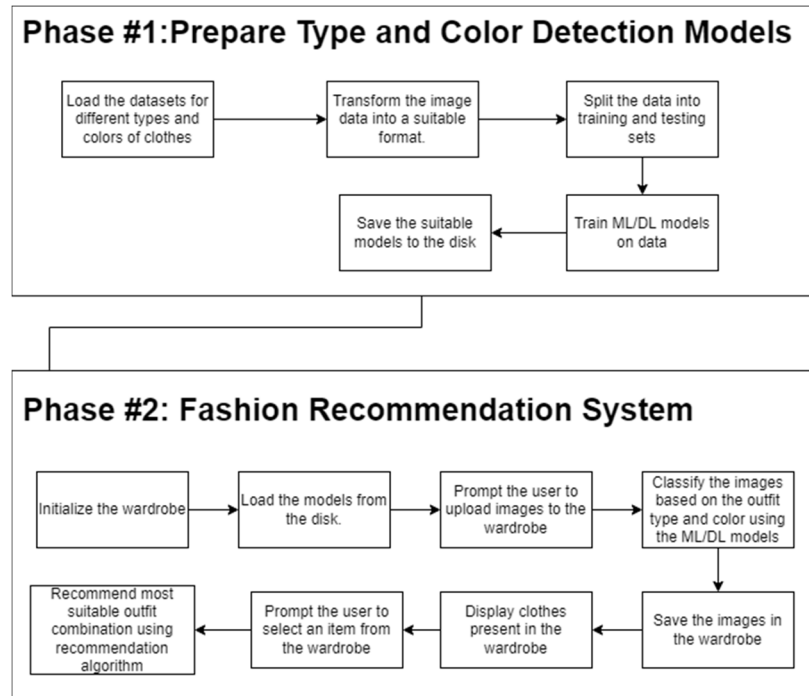 Phase #1:Prepare Type and Color Detection Models
Load the datasets for
different types and
colors of clothes
Transform the image
data into a suitable
format.
Split the data into
training and testing
sets
Train ML/DL models
on data
Save the suitable
models to the disk
Phase #2: Fashion Recommendation System
Initialize the wardrobe
Load the models from
the disk.
Prompt the user to
upload images to the
wardrobe
Classify the images
based on the outfit
type and color using
the ML/DL models
Save the images in
the wardrobe
Display clothes
present in the
wardrobe
Prompt the user to
select an item from
the wardrobe
Recommend most
suitable outfit
combination using
recommendation
algorithm